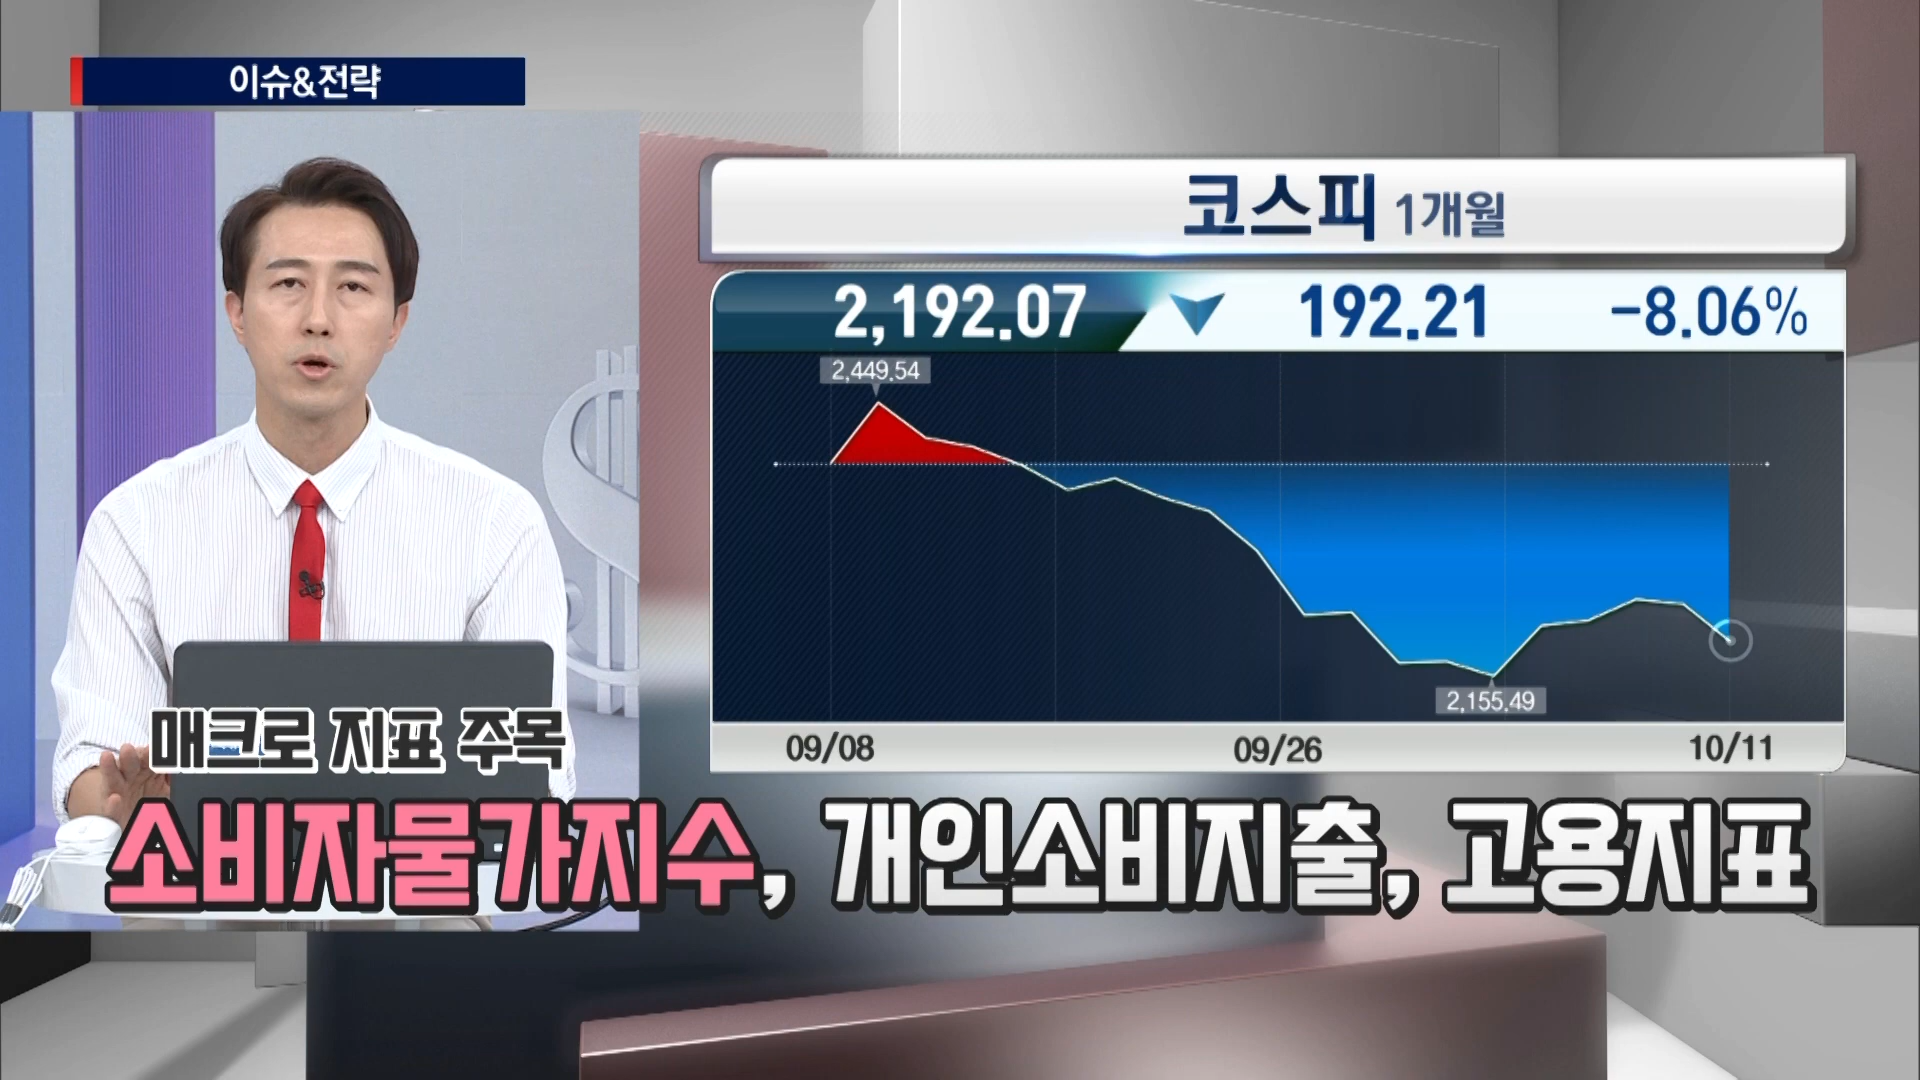 이슈&전략
코스피 1개월
2,192.07 192.21 -8.06%
2,449.54
2,155.49
09/08 09/26 10/11
매크로 지표 주목
소비자물가지수, 개인소비지출, 고용지표